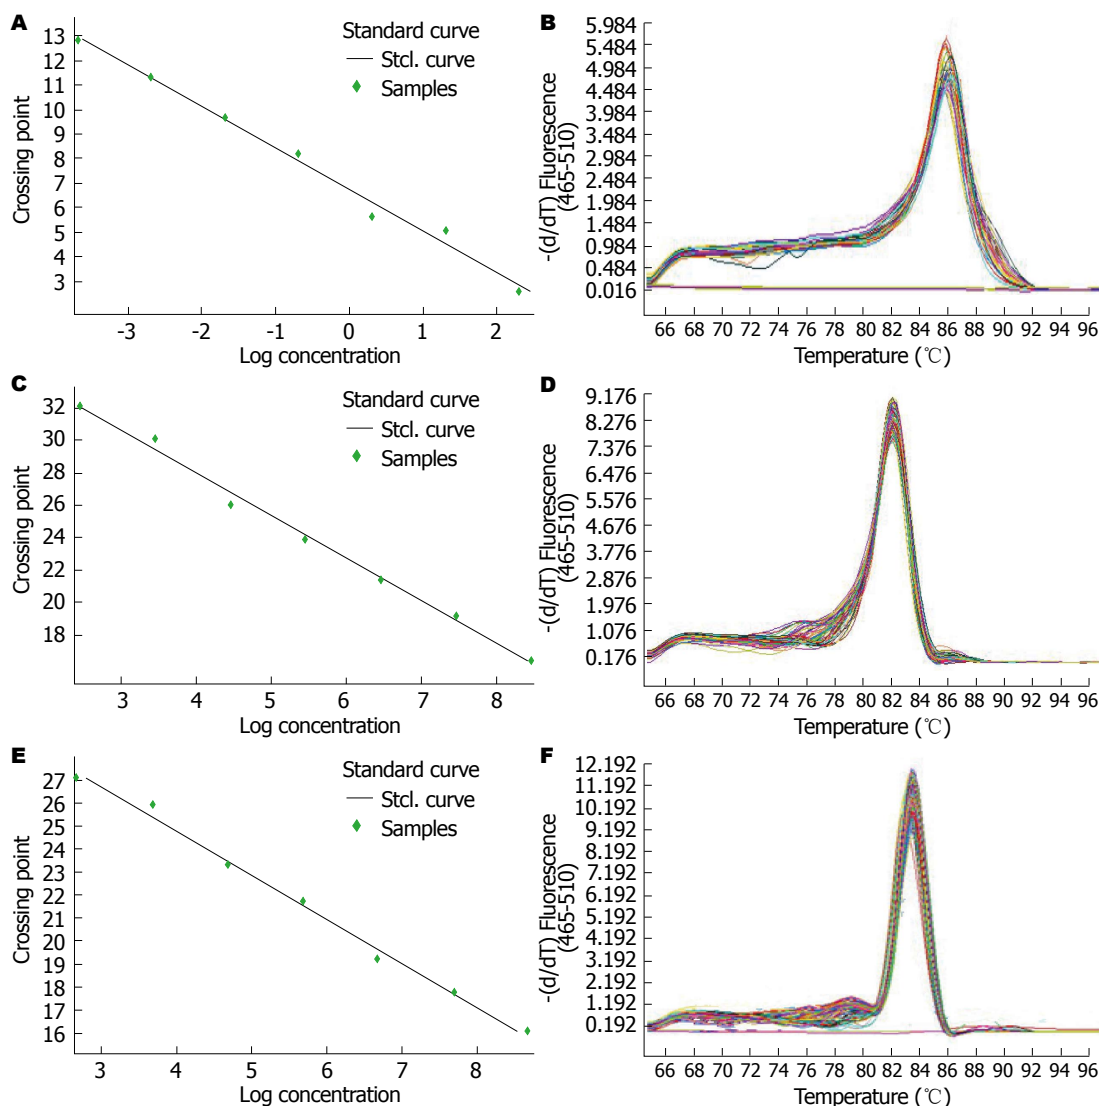 A
Standard curve
Stcl. curve
Samples
Crossing point
13
12
11
10
9
8
7
6
5
4
3
-3 -2 -1 0 1 2
Log concentration
B
-(d/dT) Fluorescence
(465-510)
5.984
5.484
4.984
4.484
3.984
3.484
2.984
2.484
1.984
1.484
0.984
0.484
0.016
66 68 70 72 74 76 78 80 82 84 86 88 90 92 94 96
Temperature (℃)
C
Standard curve
Stcl. curve
Samples
Crossing point
32
30
28
26
24
22
20
18
3 4 5 6 7 8
Log concentration
D
-(d/dT) Fluorescence
(465-510)
9.176
8.276
7.376
6.476
5.576
4.676
3.776
2.876
1.976
1.076
0.176
66 68 70 72 74 76 78 80 82 84 86 88 90 92 94 96
Temperature (℃)
E
Standard curve
Stcl. curve
Samples
Crossing point
27
26
25
24
23
22
21
20
19
18
17
16
3 4 5 6 7 8
Log concentration
F
-(d/dT) Fluorescence
(465-510)
12.192
11.192
10.192
9.192
8.192
7.192
6.192
5.192
4.192
3.192
2.192
1.192
0.192
66 68 70 72 74 76 78 80 82 84 86 88 90 92 94 96
Temperature (℃)